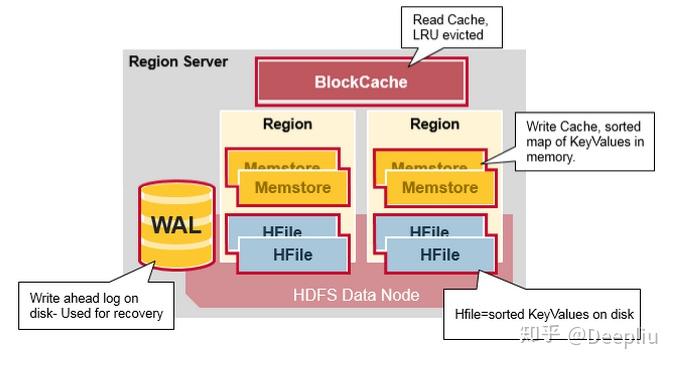 Read Cache,
LRU evicted
Region Server
BlockCache
Region
Region
Write Cache, sorted
map of KeyValues in
memory.
Memstore
Memstore
Memstore
Memstore
WAL
HFile
HFile
HFile
HFile
HDFS Data Node
Write ahead log on
disk- Used for recovery
Hfile=sorted KeyValues on disk
知乎 @Deepliu